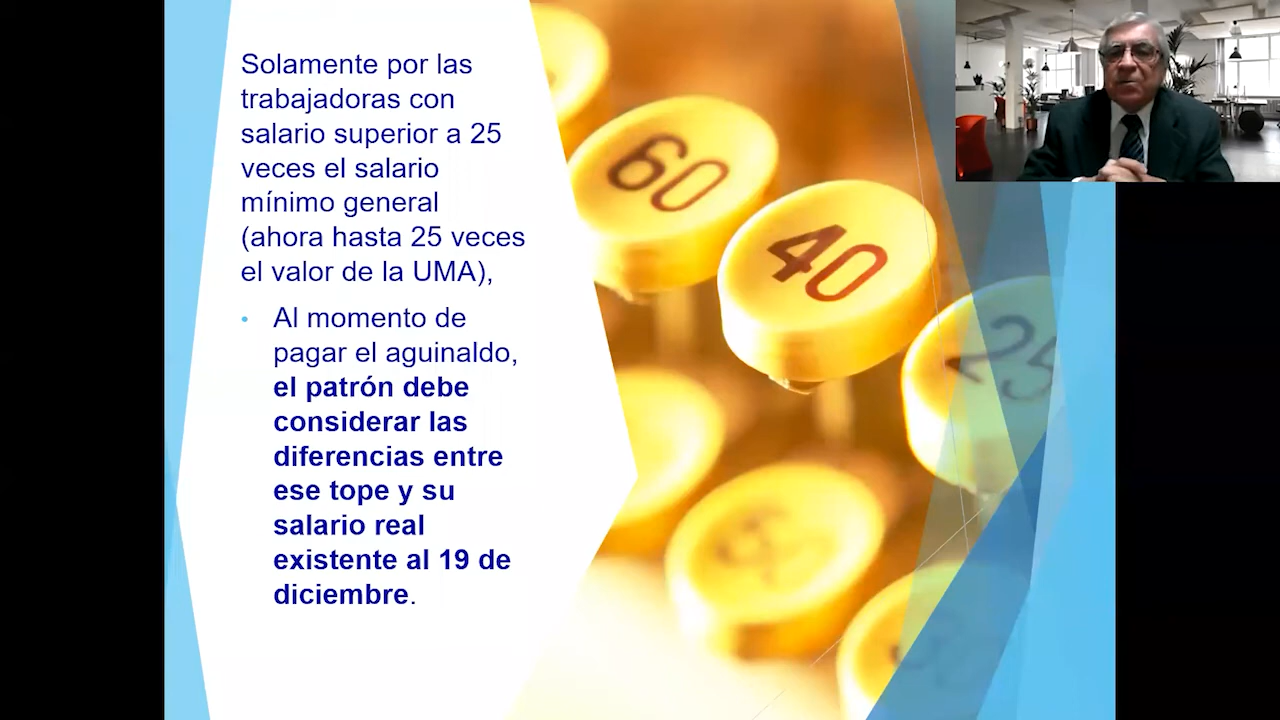 Solamente por las
trabajadoras con
salario superior a 25
veces el salario
mínimo general
(ahora hasta 25 veces
el valor de la UMA),
• Al momento de
pagar el aguinaldo,
el patrón debe
considerar las
diferencias entre
ese tope y su
salario real
existente al 19 de
diciembre.
60
40
25